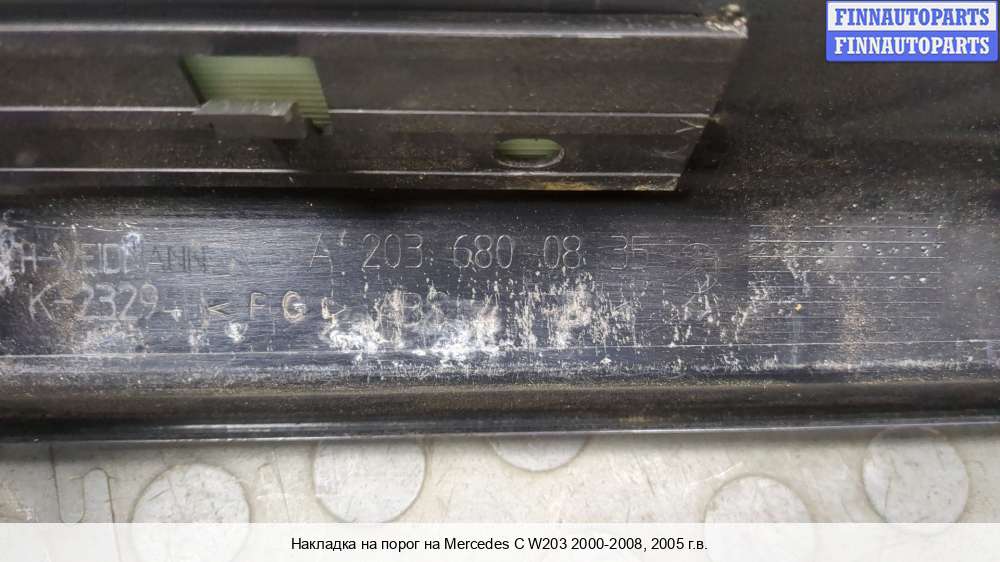 FINNAUTOPARTS
FINNAUTOPARTS
A 203 680 08 35
K-2329
Накладка на порог на Mercedes C W203 2000-2008, 2005 г.в.